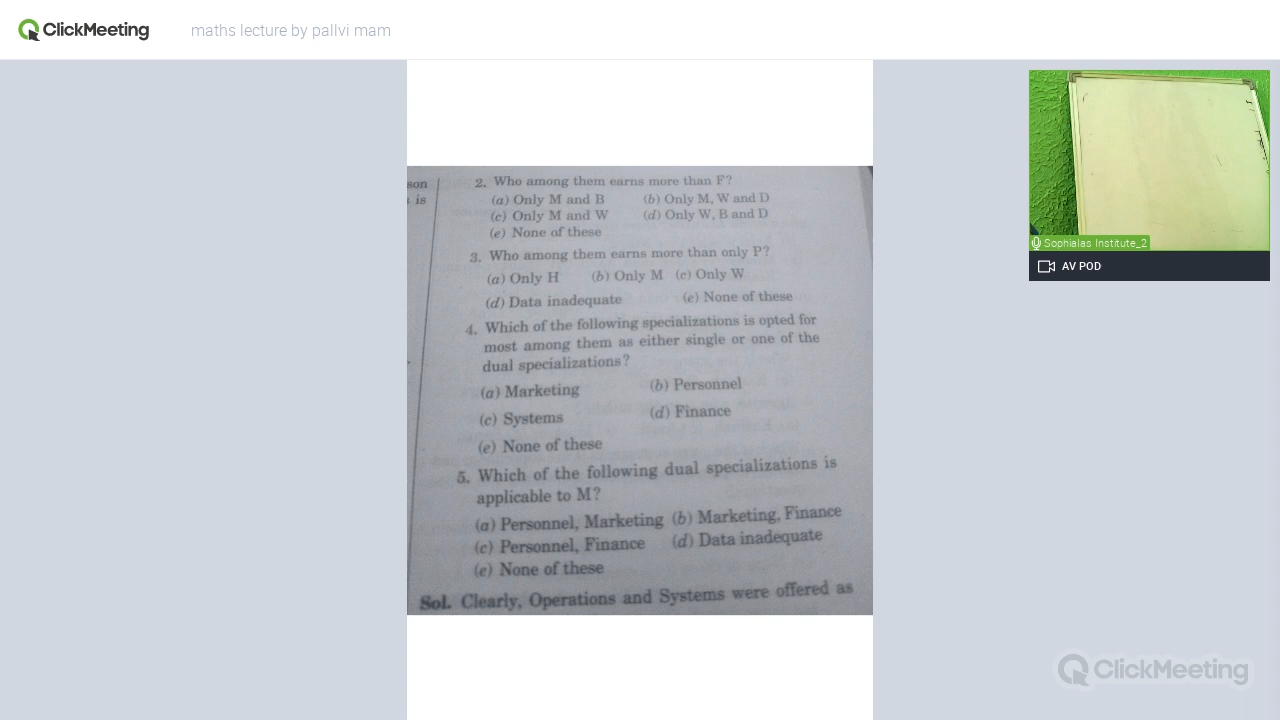 ClickMeeting
maths lecture by pallvi mam
son
is
2. Who among them earns more than F?
(a) Only M and B (b) Only M, W and D
(c) Only M and W (d) Only W, B and D
(e) None of these
3. Who among them earns more than only P?
(a) Only H (b) Only M (c) Only W
(d) Data inadequate (e) None of these
4. Which of the following specializations is opted for
most among them as either single or one of the
dual specializations?
(a) Marketing (b) Personnel
(c) Systems (d) Finance
(e) None of these
5. Which of the following dual specializations is
applicable to M?
(a) Personnel, Marketing (b) Marketing, Finance
(c) Personnel, Finance (d) Data inadequate
(e) None of these
Sol. Clearly, Operations and Systems were offered as
Sophialas Institute_2
AV POD
ClickMeeting